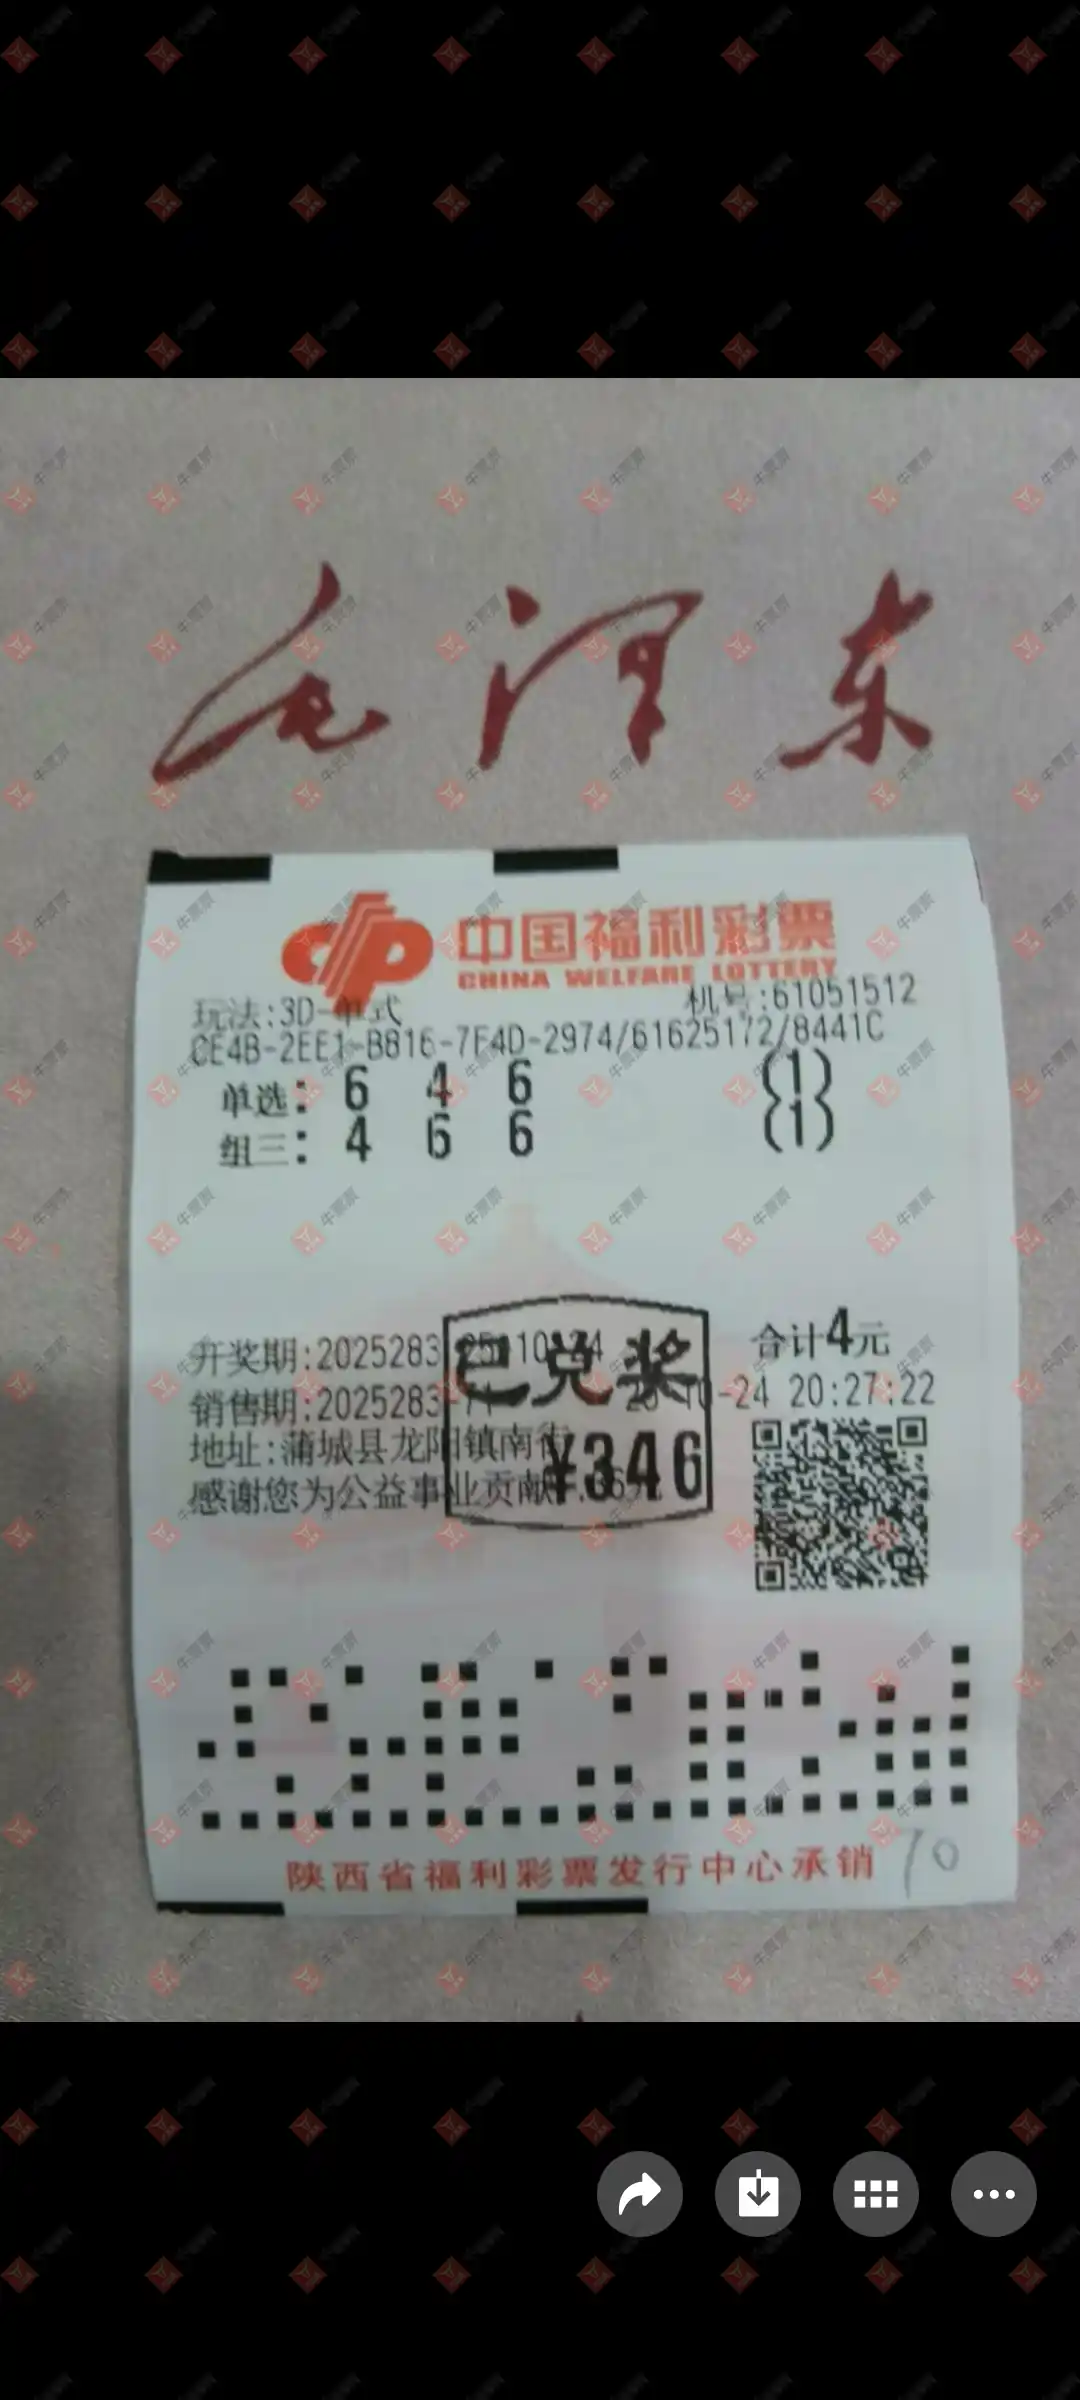 毛泽东
中国福利彩票
CHINA WELFARE LOTTERY
玩法:3D-单式 机号:61051512
CE4B-2EE1-B816-7F4D-2974/61625172/8441C
单选: 6 4 6 (1)
组三: 4 6 6 (1)
开奖期:2025283 合计4元
已兑奖
销售期:2025283 -24 20:27:22
地址:蒲城县龙阳镇南街
¥346
感谢您为公益事业贡献
陕西省福利彩票发行中心承销
10
牛票票